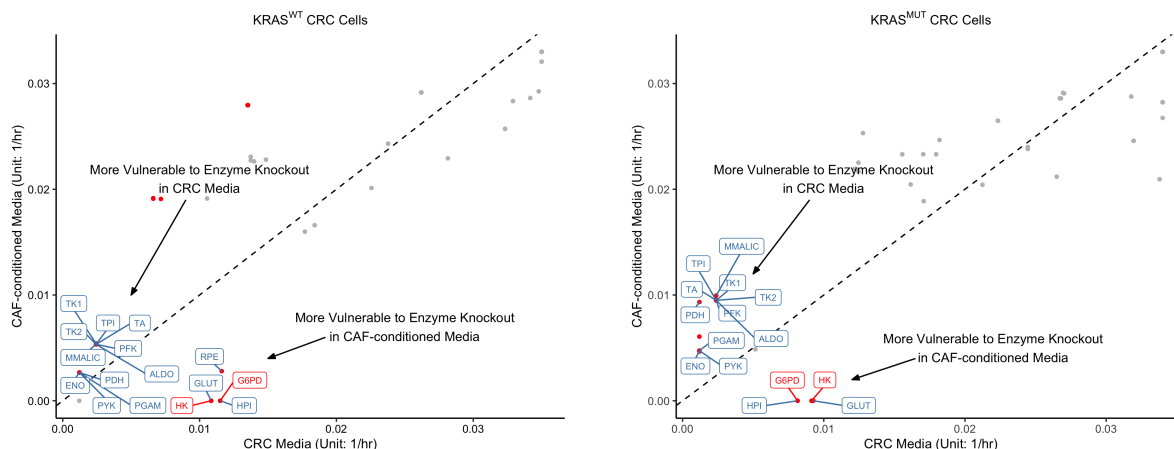 KRASWT CRC Cells
CAF-conditioned Media (Unit: 1/hr)
0.03
0.02
0.01
0.00
More Vulnerable to Enzyme Knockout
in CRC Media
More Vulnerable to Enzyme Knockout
in CAF-conditioned Media
TK1
TK2
TPI
TA
MMALIC
PFK
ALDO
ENO
PDH
PYK
PGAM
RPE
GLUT
G6PD
HK
HPI
0.00
0.01
0.02
0.03
CRC Media (Unit: 1/hr)
KRASMUT CRC Cells
CAF-conditioned Media (Unit: 1/hr)
0.03
0.02
0.01
0.00
More Vulnerable to Enzyme Knockout
in CRC Media
More Vulnerable to Enzyme Knockout
in CAF-conditioned Media
MMALIC
TPI
TA
TK1
TK2
PDH
PFK
PGAM
ALDO
ENO
PYK
G6PD
HK
HPI
GLUT
0.00
0.01
0.02
0.03
CRC Media (Unit: 1/hr)